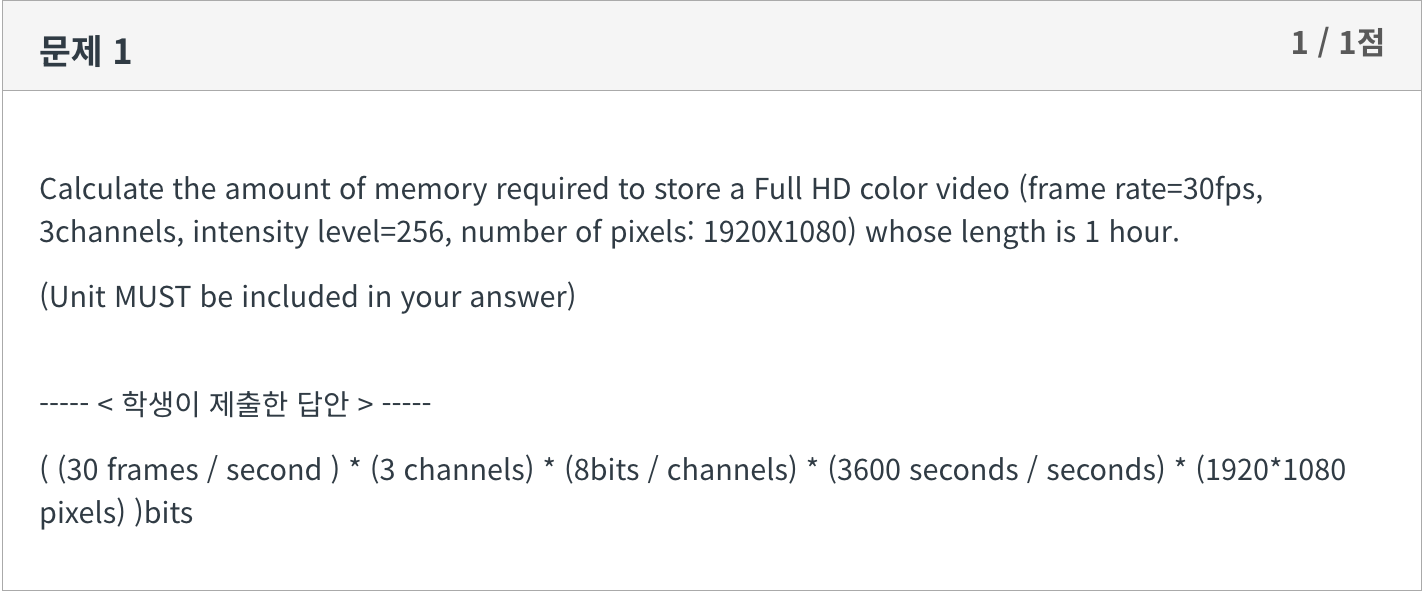 문제 1
1 / 1점
Calculate the amount of memory required to store a Full HD color video (frame rate=30fps,
3channels, intensity level=256, number of pixels: 1920X1080) whose length is 1 hour.
(Unit MUST be included in your answer)
----- < 학생이 제출한 답안 > -----
( (30 frames / second ) * (3 channels) * (8bits / channels) * (3600 seconds / seconds) * (1920*1080
pixels) )bits